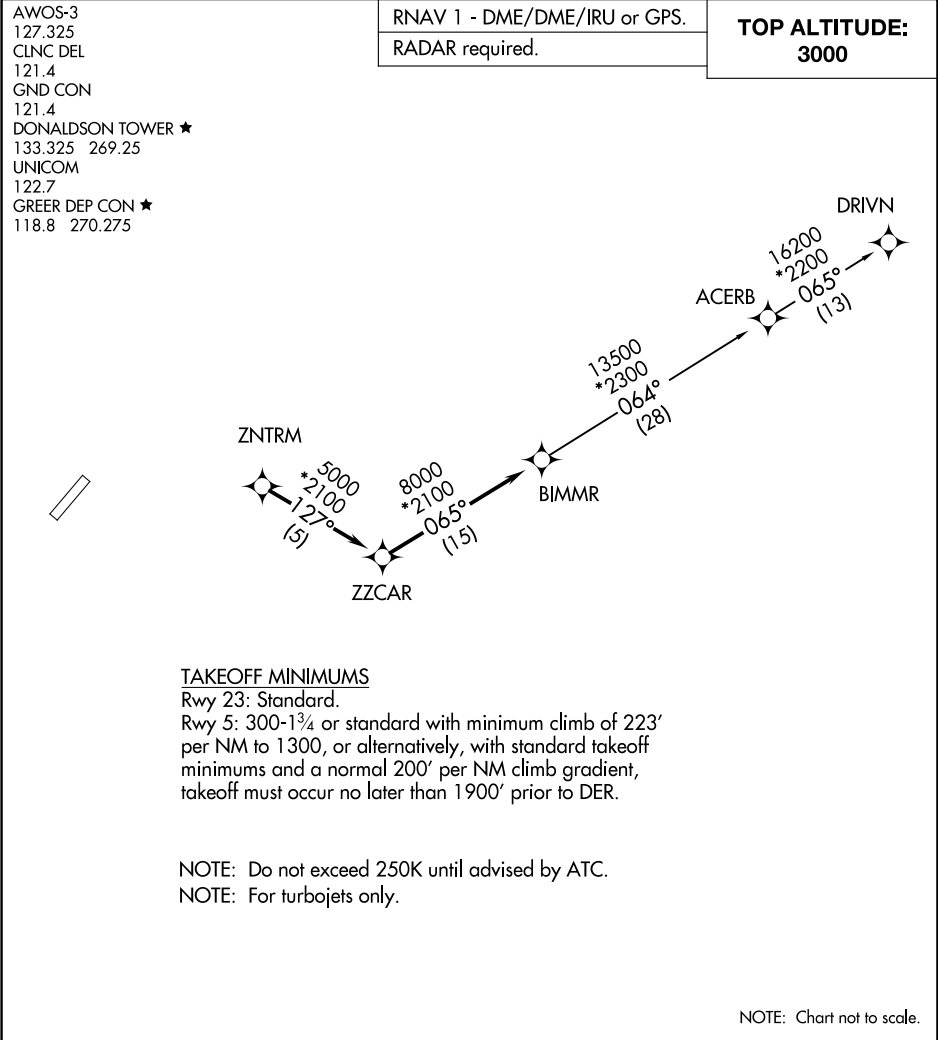 AWOS-3
127.325
CLNC DEL
121.4
GND CON
121.4
DONALDSON TOWER ★
133.325 269.25
UNICOM
122.7
GREER DEP CON ★
118.8 270.275
RNAV 1 - DME/DME/IRU or GPS.
RADAR required.
TOP ALTITUDE:
3000
DRIVN
16200
*2200
065°
(13)
ACERB
13500
*2300
064°
(28)
ZNTRM
5000
*2100
127°
(5)
8000
*2100
065°
(15)
BIMMR
ZZCAR
TAKEOFF MINIMUMS
Rwy 23: Standard.
Rwy 5: 300-1¾ or standard with minimum climb of 223′
per NM to 1300, or alternatively, with standard takeoff
minimums and a normal 200′ per NM climb gradient,
takeoff must occur no later than 1900′ prior to DER.
NOTE: Do not exceed 250K until advised by ATC.
NOTE: For turbojets only.
NOTE: Chart not to scale.